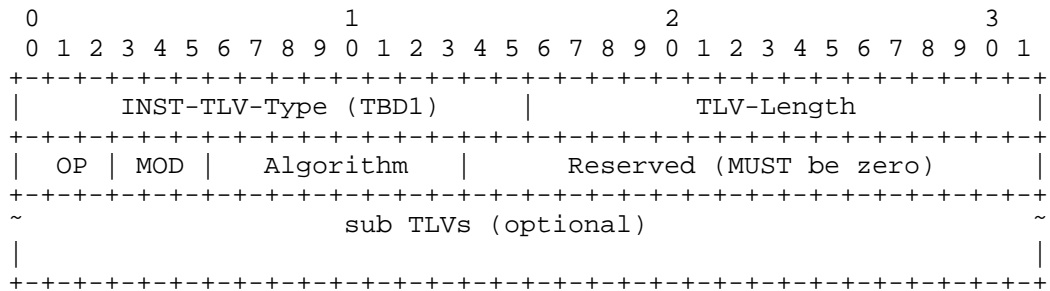 0                   1                   2                   3
 0 1 2 3 4 5 6 7 8 9 0 1 2 3 4 5 6 7 8 9 0 1 2 3 4 5 6 7 8 9 0 1
+-+-+-+-+-+-+-+-+-+-+-+-+-+-+-+-+-+-+-+-+-+-+-+-+-+-+-+-+-+-+-+-+
|      INST-TLV-Type (TBD1)     |          TLV-Length           |
+-+-+-+-+-+-+-+-+-+-+-+-+-+-+-+-+-+-+-+-+-+-+-+-+-+-+-+-+-+-+-+-+
|  OP | MOD |   Algorithm   |      Reserved (MUST be zero)      |
+-+-+-+-+-+-+-+-+-+-+-+-+-+-+-+-+-+-+-+-+-+-+-+-+-+-+-+-+-+-+-+-+
~                    sub TLVs (optional)                        ~
|                                                               |
+-+-+-+-+-+-+-+-+-+-+-+-+-+-+-+-+-+-+-+-+-+-+-+-+-+-+-+-+-+-+-+-+